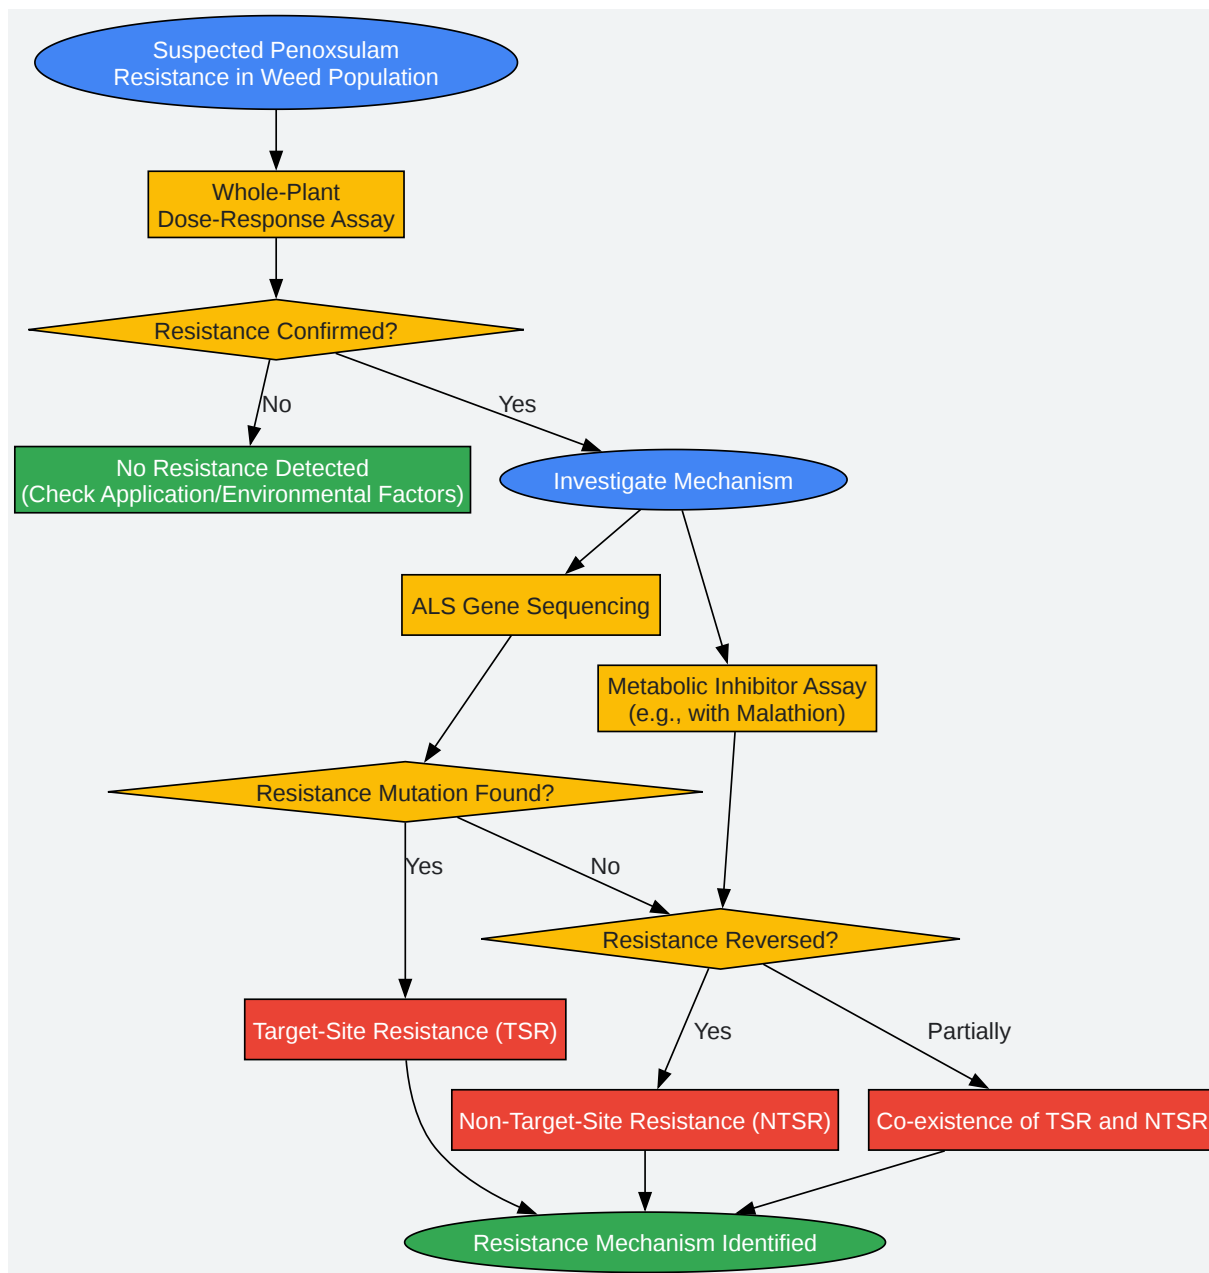 Suspected Penoxsulam
Resistance in Weed Population
Whole-Plant
Dose-Response Assay
Resistance Confirmed?
No
Yes
No Resistance Detected
(Check Application/Environmental Factors)
Investigate Mechanism
ALS Gene Sequencing
Metabolic Inhibitor Assay
(e.g., with Malathion)
Resistance Mutation Found?
Yes
No
Resistance Reversed?
Target-Site Resistance (TSR)
Yes
Partially
Non-Target-Site Resistance (NTSR)
Co-existence of TSR and NTSR
Resistance Mechanism Identified